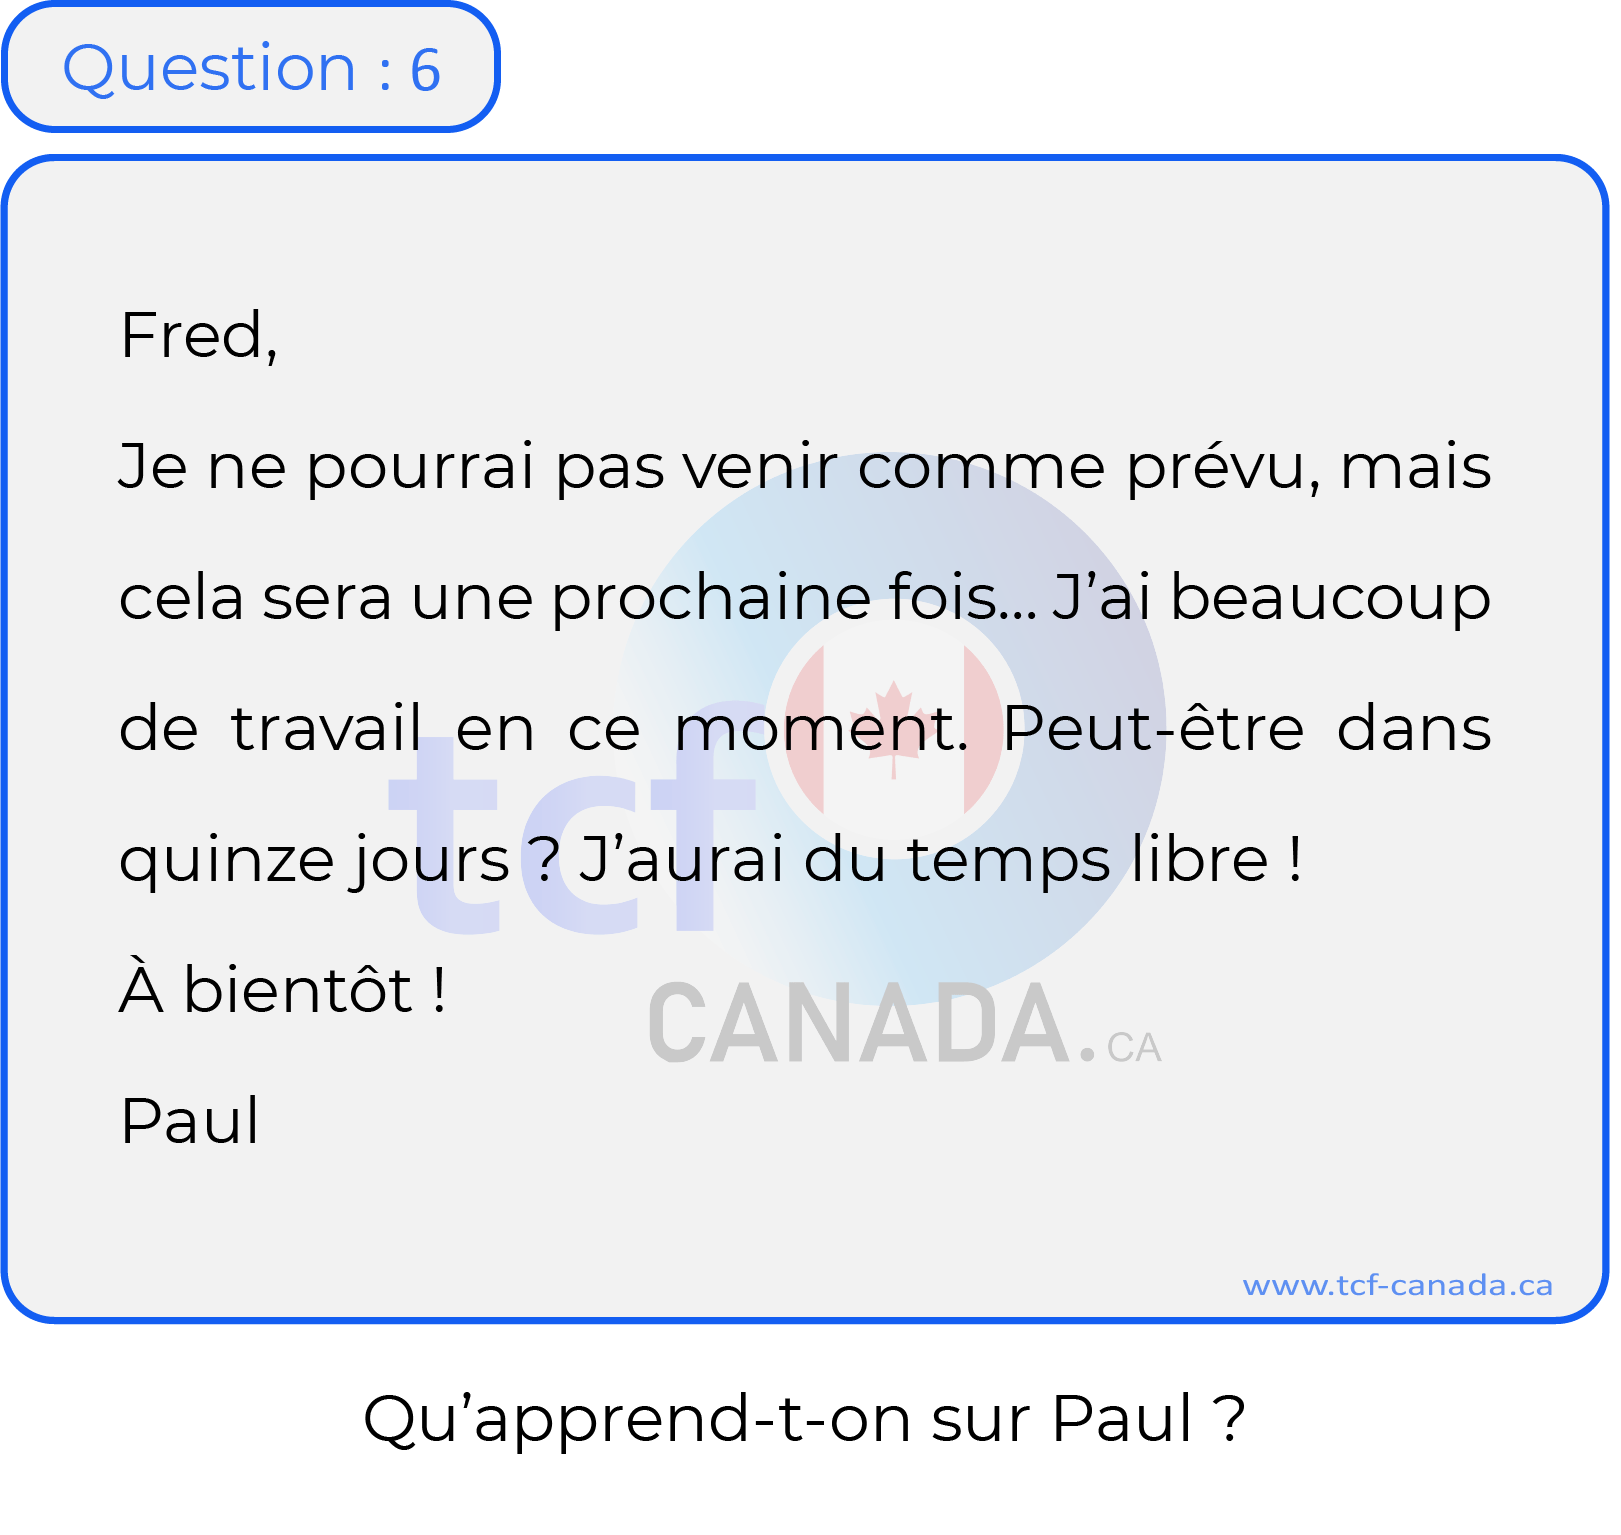 Question : 6
Fred,
Je ne pourrai pas venir comme prévu, mais
cela sera une prochaine fois... J’ai beaucoup
de travail en ce moment. Peut-être dans
quinze jours ? J’aurai du temps libre !
À bientôt !
Paul
tcf
CANADA.CA
www.tcf-canada.ca
Qu’apprend-t-on sur Paul ?